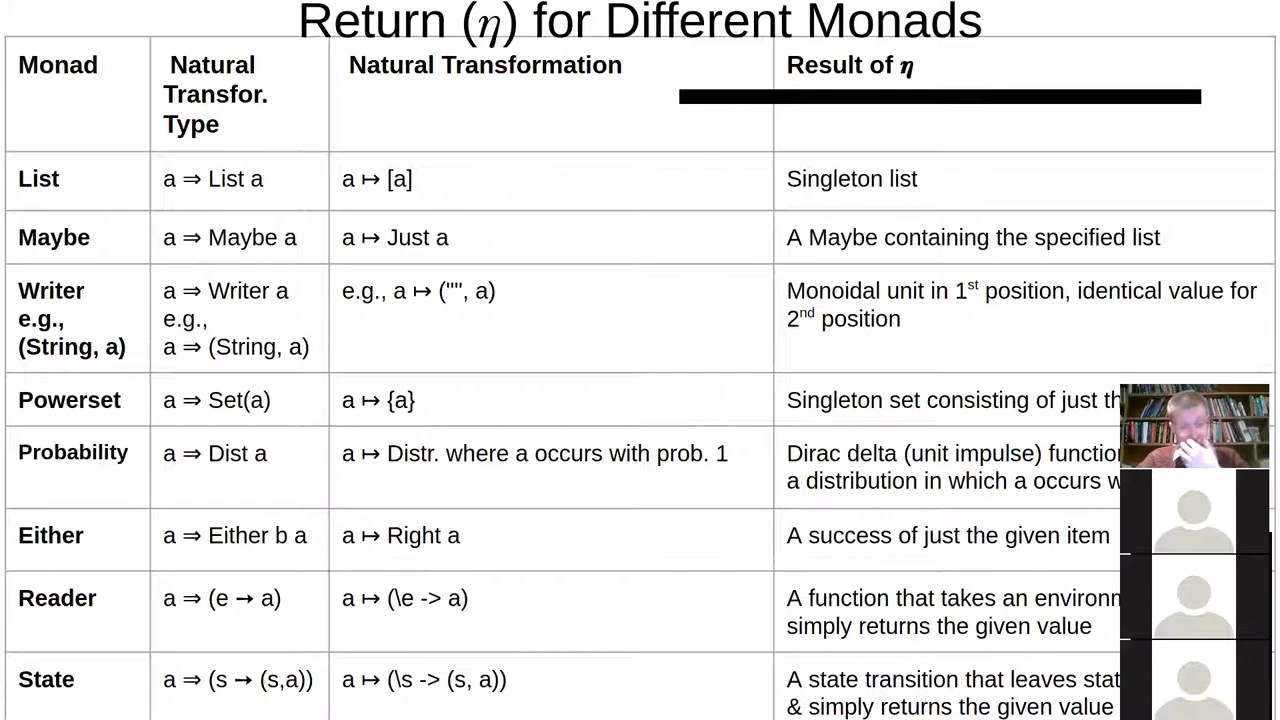 Return (η) for Different Monads
Monad
Natural
Transfor.
Type
Natural Transformation
Result of η
List
a ⇒ List a
a ↦ [a]
Singleton list
Maybe
a ⇒ Maybe a
a ↦ Just a
A Maybe containing the specified list
Writer
e.g.,
(String, a)
a ⇒ Writer a
e.g.,
a ⇒ (String, a)
e.g., a ↦ ("", a)
Monoidal unit in 1st position, identical value for
2nd position
Powerset
a ⇒ Set(a)
a ↦ {a}
Singleton set consisting of just
Probability
a ⇒ Dist a
a ↦ Distr. where a occurs with prob. 1
Dirac delta (unit impulse)
a distribution in which a occurs
Either
a ⇒ Either b a
a ↦ Right a
A success of just the given item
Reader
a ⇒ (e → a)
a ↦ (\e -> a)
A function that takes an
simply returns the given value
State
a ⇒ (s → (s,a))
a ↦ (\s -> (s, a))
A state transition that leaves
& simply returns the given value